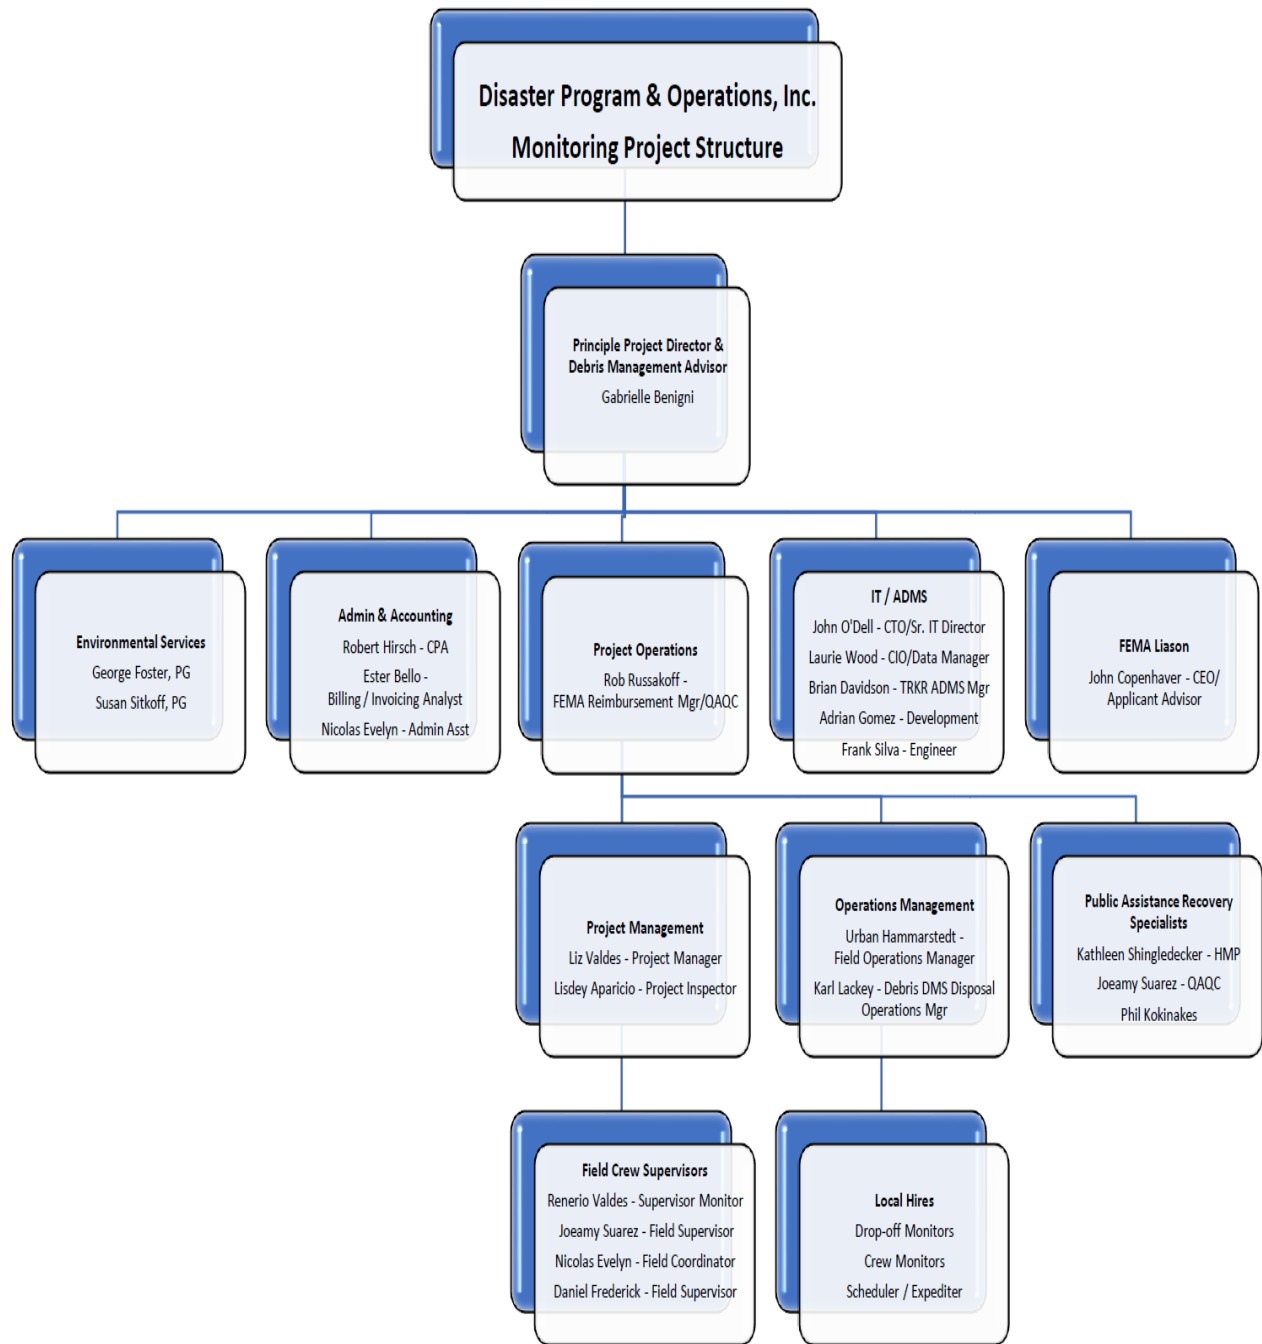 Disaster Program & Operations, Inc.
Monitoring Project Structure
Principle Project Director &
Debris Management Advisor
Gabrielle Benigni
Environmental Services
George Foster, PG
Susan Sitkoff, PG
Admin & Accounting
Robert Hirsch - CPA
Ester Bello -
Billing / Invoicing Analyst
Nicolas Evelyn - Admin Asst
Project Operations
Rob Russakoff -
FEMA Reimbursement Mgr/QAQC
IT / ADMS
John O'Dell - CTO/Sr. IT Director
Laurie Wood - CIO/Data Manager
Brian Davidson - TRKR ADMS Mgr
Adrian Gomez - Development
Frank Silva - Engineer
FEMA Liason
John Copenhaver - CEO/
Applicant Advisor
Project Management
Liz Valdes - Project Manager
Lisdey Aparicio - Project Inspector
Operations Management
Urban Hammarstedt -
Field Operations Manager
Karl Lackey - Debris DMS Disposal
Operations Mgr
Public Assistance Recovery
Specialists
Kathleen Shingledecker - HMP
Joeamy Suarez - QAQC
Phil Kokinakes
Field Crew Supervisors
Renerio Valdes - Supervisor Monitor
Joeamy Suarez - Field Supervisor
Nicolas Evelyn - Field Coordinator
Daniel Frederick - Field Supervisor
Local Hires
Drop-off Monitors
Crew Monitors
Scheduler / Expediter